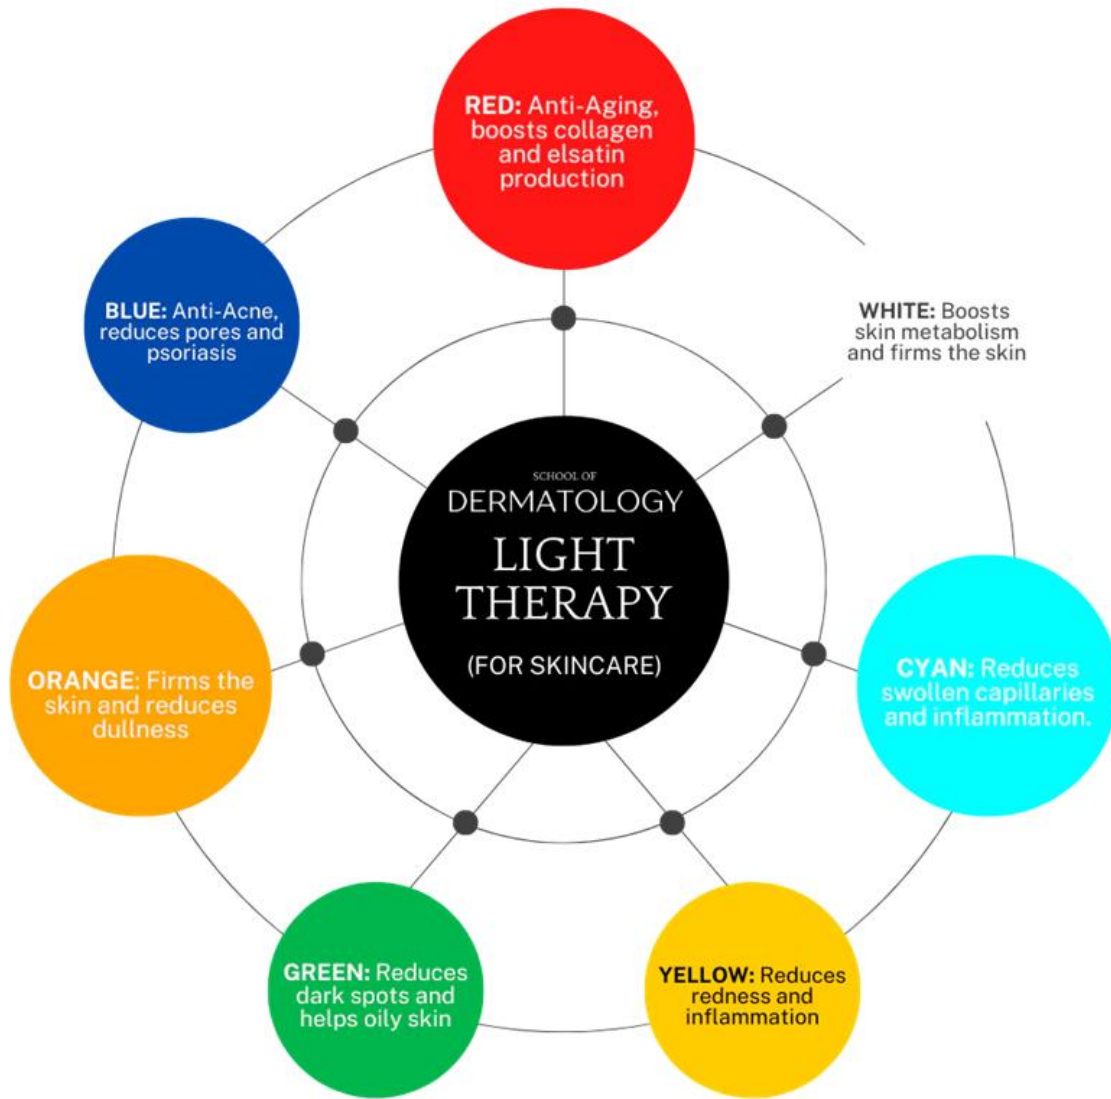 RED: Anti-Aging,
boosts collagen
and elsatin
production
WHITE: Boosts
skin metabolism
and firms the skin
CYAN: Reduces
swollen capillaries
and inflammation.
YELLOW: Reduces
redness and
inflammation
GREEN: Reduces
dark spots and
helps oily skin
ORANGE: Firms the
skin and reduces
dullness
BLUE: Anti-Acne,
reduces pores and
psoriasis
SCHOOL OF
DERMATOLOGY
LIGHT
THERAPY
(FOR SKINCARE)